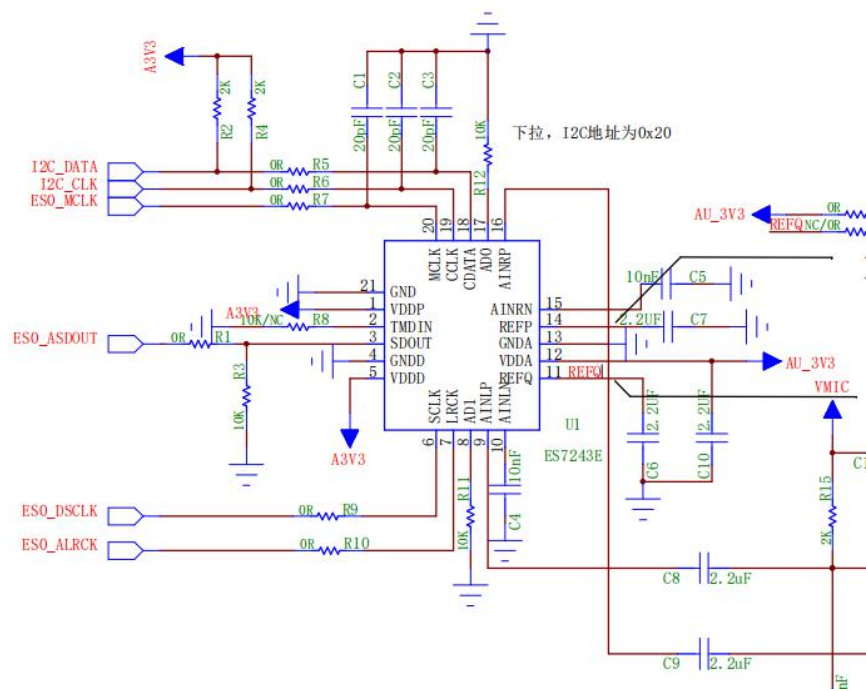 A3V3
2K
R2
2K
R4
C1
20pF
C2
20pF
C3
20pF
10K
R12
下拉，I2C地址为0x20
I2C_DATA
0R
R5
I2C_CLK
0R
R6
ES0_MCLK
0R
R7
20
19
18
17
16
MCLK
CCLK
CDATA
AD0
AINRP
AU_3V3
0R
REFQ
NC/0R
21
GND
A3V3
1
VDDP
10K/NC
R8
2
TMDIN
ES0_ASDOUT
0R
R1
3
SDOUT
4
GNDD
5
VDDD
R3
10K
A3V3
AINRN
15
10nF
C5
REFP
14
2.2UF
C7
GNDA
13
VDDA
12
AU_3V3
REFQ
11
REFQ
SCLK
LRCK
AD1
AINLP
AINLN
6
7
8
9
10
U1
ES7243E
2.2UF
C6
2.2UF
C10
VMIC
R15
2K
R11
10K
10nF
C4
ES0_DSCLK
0R
R9
ES0_ALRCK
0R
R10
C8
2.2uF
C9
2.2uF
nF